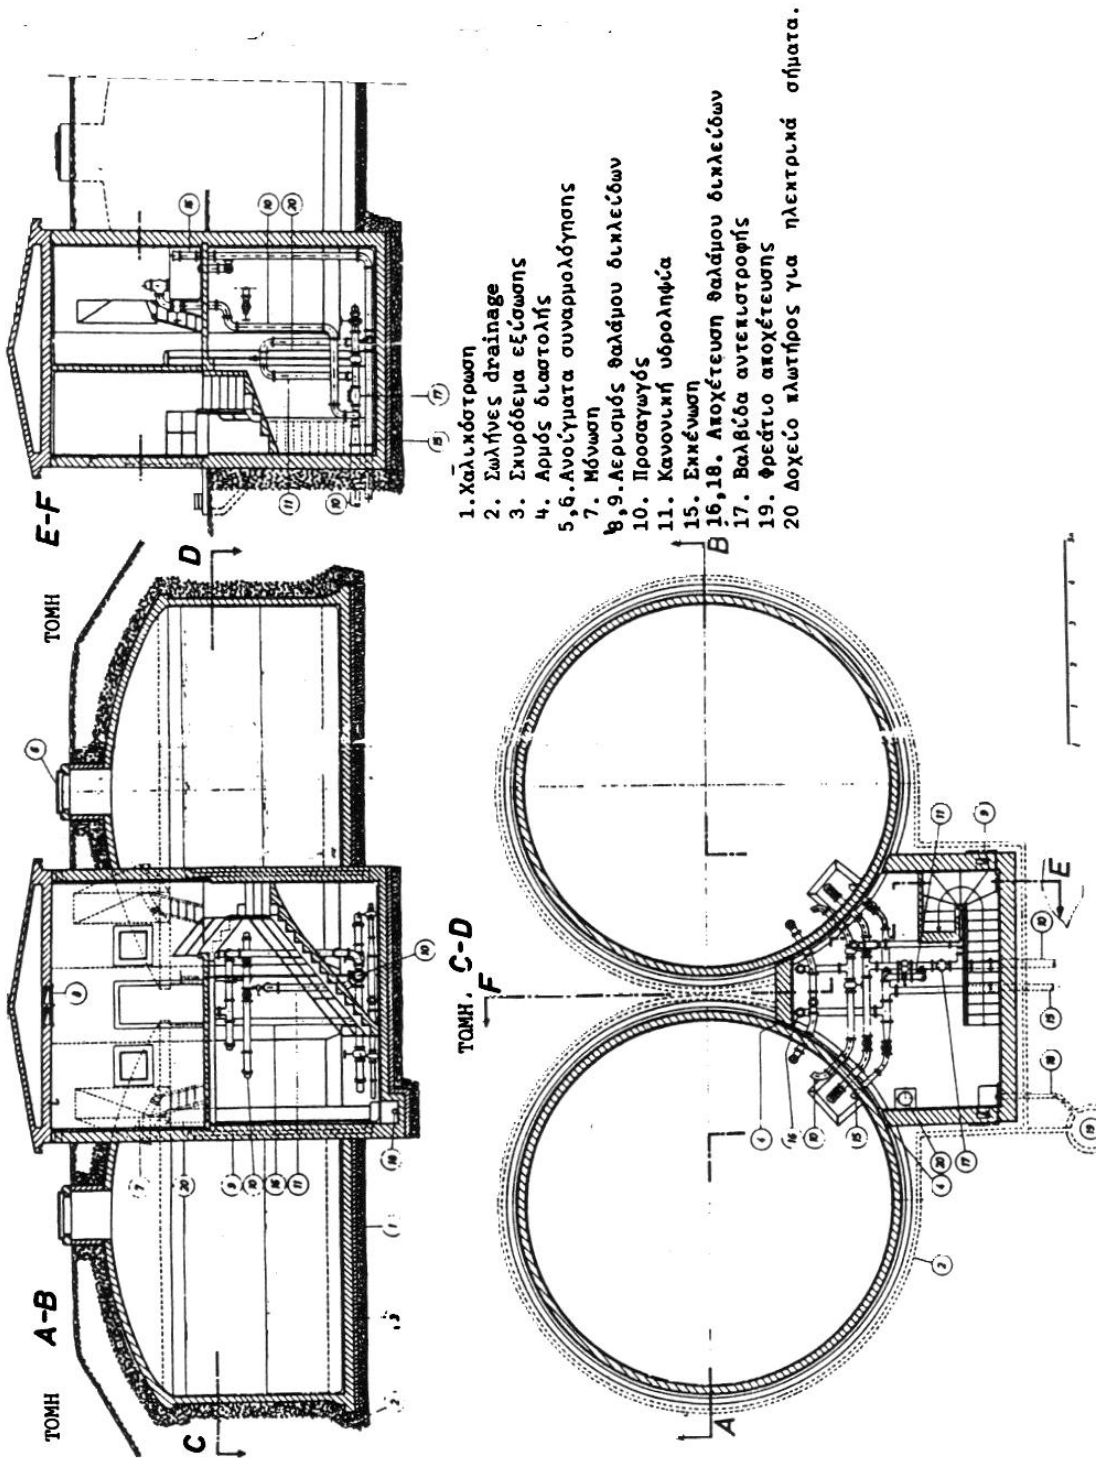 ΤΟΜΗ A-B
ΤΟΜΗ E-F
C
D
ΤΟΜΗ C-D
F
A
B
E
1.Χαλικόστρωση
2. Σωλήνες drainage
3. Σκυρόδεμα εξίσωσης
4. Αρμός διαστολής
5,6.Ανοίγματα συναρμολόγησης
7. Μόνωση
8,9.Αερισμός θαλάμου δικλείδων
10. Προσαγωγός
11. Κανονική υδροληψία
15. Εκκένωση
16,18. Αποχέτευση θαλάμου δικλείδων
17. Βαλβίδα αντεπιστροφής
19. Φρεάτιο αποχέτευσης
20 Δοχείο πλωτήρος για ηλεκτρικά σήματα.